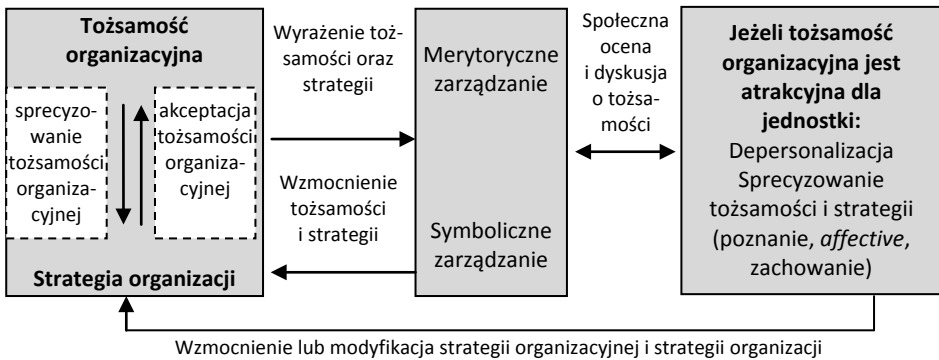 Tożsamość
organizacyjna
sprecyzo-
wanie
tożsamości
organiza-
cyjnej
akceptacja
tożsamości
organiza-
cyjnej
Strategia organizacji
Wyrażenie toż-
samości oraz
strategii
Wzmocnienie
tożsamości
i strategii
Merytoryczne
zarządzanie
Symboliczne
zarządzanie
Społeczna
ocena
i dyskusja
o tożsa-
mości
Jeżeli tożsamość
organizacyjna jest
atrakcyjna dla
jednostki:
Depersonalizacja
Sprecyzowanie
tożsamości i strategii
(poznanie, affective,
zachowanie)
Wzmocnienie lub modyfikacja strategii organizacyjnej i strategii organizacji